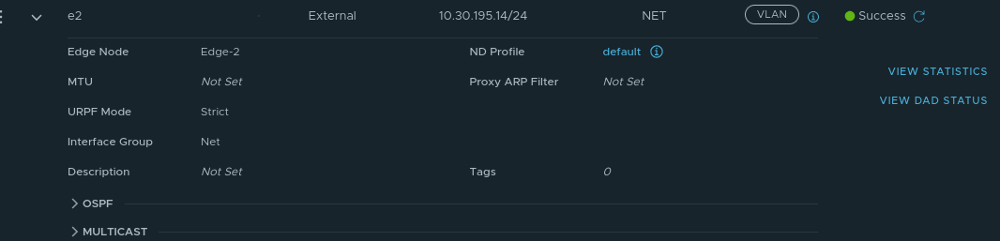 e2 External 10.30.195.14/24 NET VLAN Success
Edge Node Edge-2 ND Profile default
VIEW STATISTICS
MTU Not Set Proxy ARP Filter Not Set
VIEW DAD STATUS
URPF Mode Strict
Interface Group Net
Description Not Set Tags 0
OSPF
MULTICAST